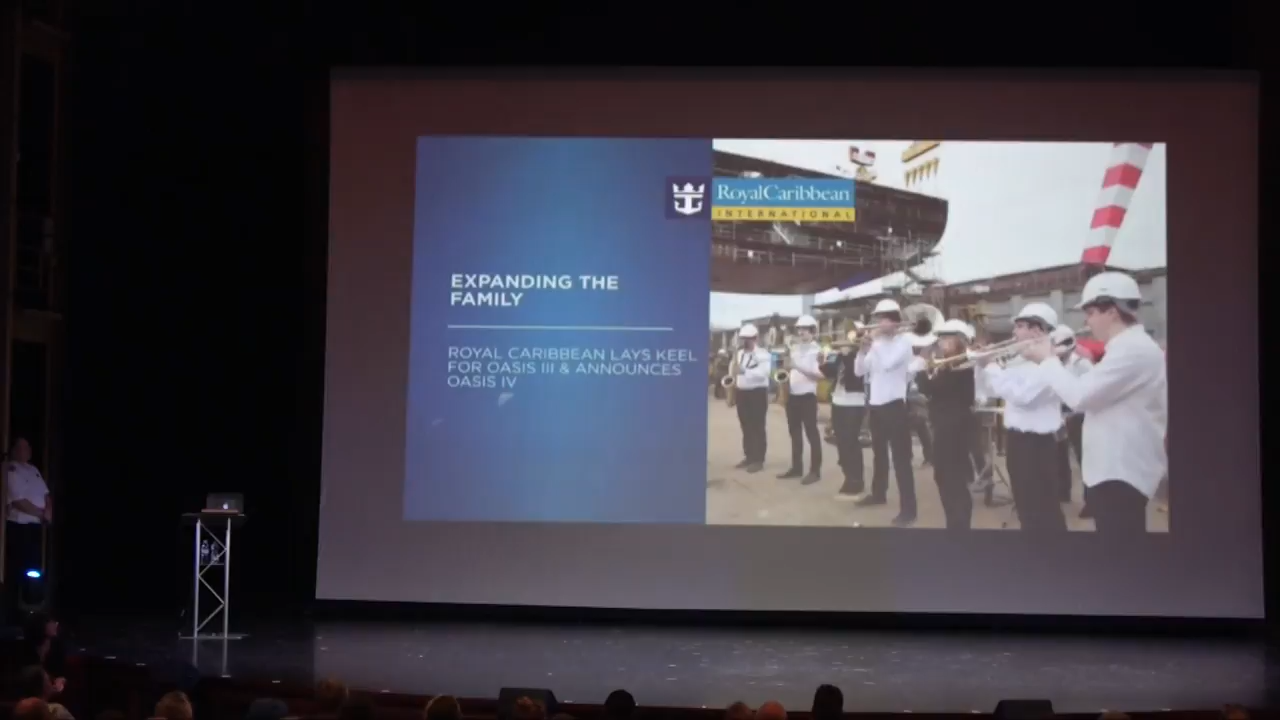 RoyalCaribbean
INTERNATIONAL
EXPANDING THE
FAMILY
ROYAL CARIBBEAN LAYS KEEL
FOR OASIS III & ANNOUNCES
OASIS IV